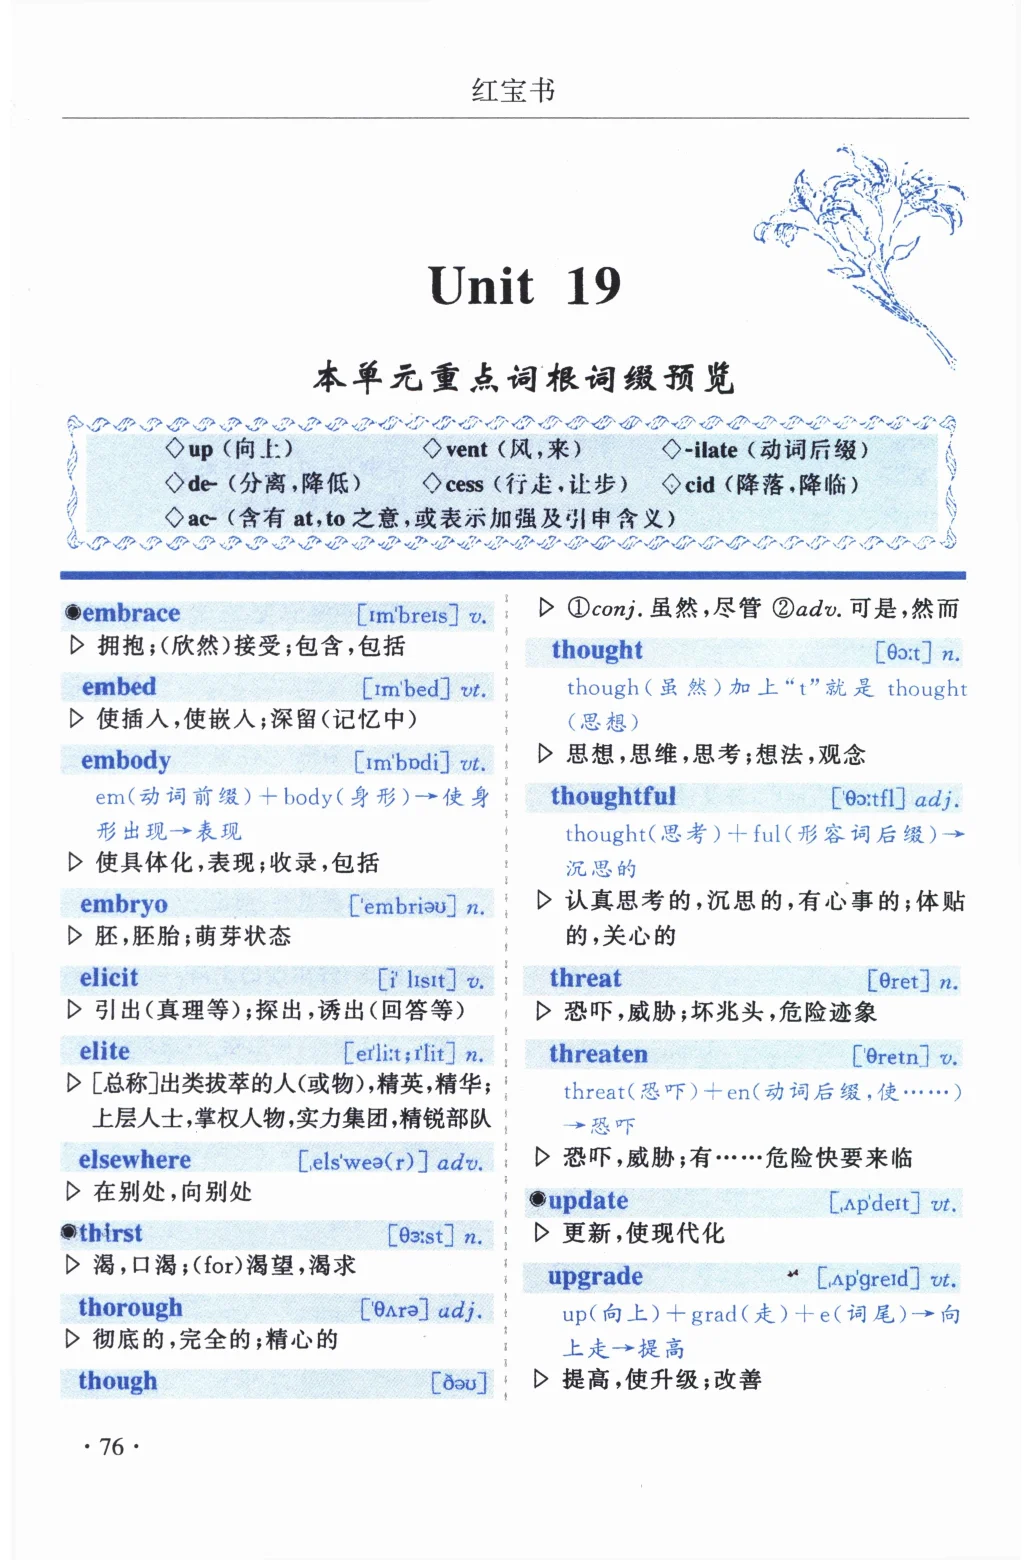 红宝书
Unit 19
本单元重点词根词缀预览
◇up（向上） ◇vent（风,来） ◇-ilate（动词后缀）
◇de-（分离,降低） ◇cess（行走,让步） ◇cid（降落,降临）
◇ac-（含有 at,to 之意,或表示加强及引申含义）
●embrace [ɪm'breɪs] v.
▷ 拥抱;(欣然)接受;包含,包括
embed [ɪm'bed] vt.
▷ 使插入,使嵌入;深留(记忆中)
embody [ɪm'bɒdi] vt.
em(动词前缀)＋body(身形)→使身
形出现→表现
▷ 使具体化,表现;收录,包括
embryo ['embriəʊ] n.
▷ 胚,胚胎;萌芽状态
elicit [i'lɪsɪt] v.
▷ 引出(真理等);探出,诱出(回答等)
elite [eɪ'liːt;ɪ'lit] n.
▷ [总称]出类拔萃的人(或物),精英,精华;
上层人士,掌权人物,实力集团,精锐部队
elsewhere [ˌels'weə(r)] adv.
▷ 在别处,向别处
●thirst [θɜːst] n.
▷ 渴,口渴;(for)渴望,渴求
thorough ['θʌrə] adj.
▷ 彻底的,完全的;精心的
though [ðəʊ]
▷ ①conj. 虽然,尽管 ②adv. 可是,然而
thought [θɔːt] n.
though(虽然)加上“t”就是 thought
(思想)
▷ 思想,思维,思考;想法,观念
thoughtful ['θɔːtfl] adj.
thought(思考)＋ful(形容词后缀)→
沉思的
▷ 认真思考的,沉思的,有心事的;体贴
的,关心的
threat [θret] n.
▷ 恐吓,威胁;坏兆头,危险迹象
threaten ['θretn] v.
threat(恐吓)＋en(动词后缀,使……)
→恐吓
▷ 恐吓,威胁;有……危险快要来临
●update [ˌʌp'deɪt] vt.
▷ 更新,使现代化
upgrade [ˌʌp'greɪd] vt.
up(向上)＋grad(走)＋e(词尾)→向
上走→提高
▷ 提高,使升级;改善
·76·